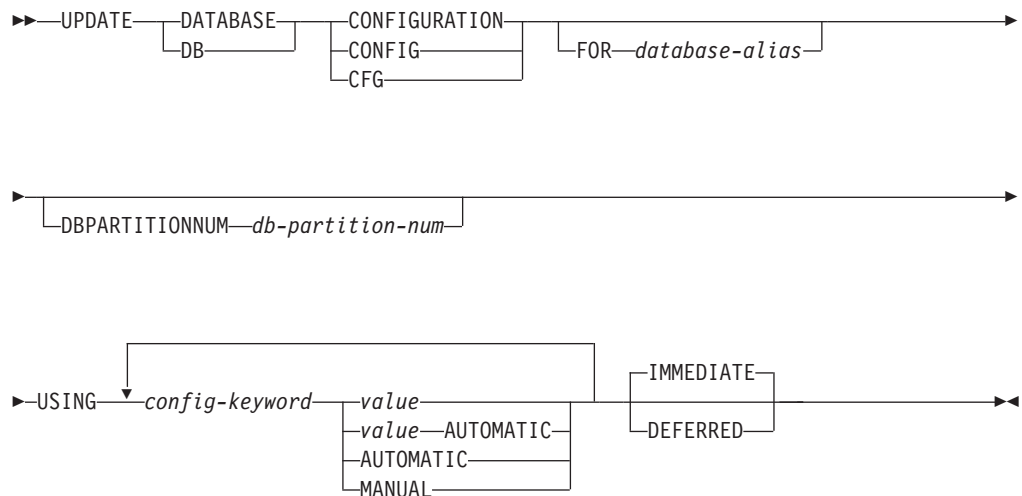 UPDATE DATABASE CONFIGURATION
DB CONFIG FOR database-alias
CFG
DBPARTITIONNUM db-partition-num
IMMEDIATE
USING config-keyword value
value AUTOMATIC DEFERRED
AUTOMATIC
MANUAL